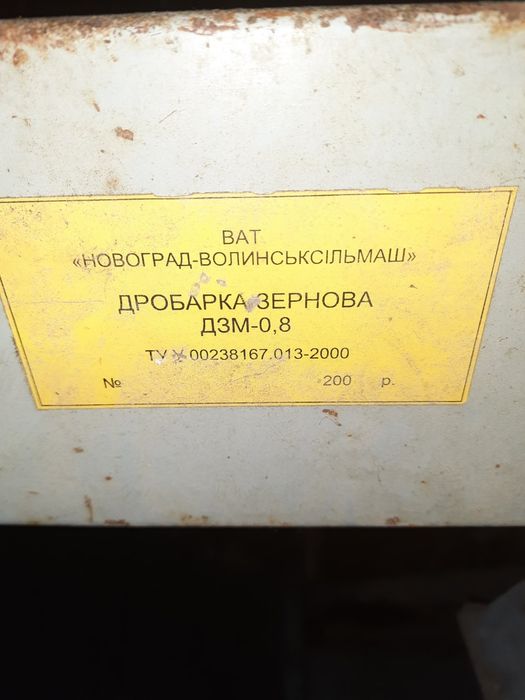 ВАТ
«НОВОГРАД-ВОЛИНСЬКСІЛЬМАШ»
ДРОБАРКА ЗЕРНОВА
ДЗМ-0,8
ТУ У 00238167.013-2000
№ 200 р.